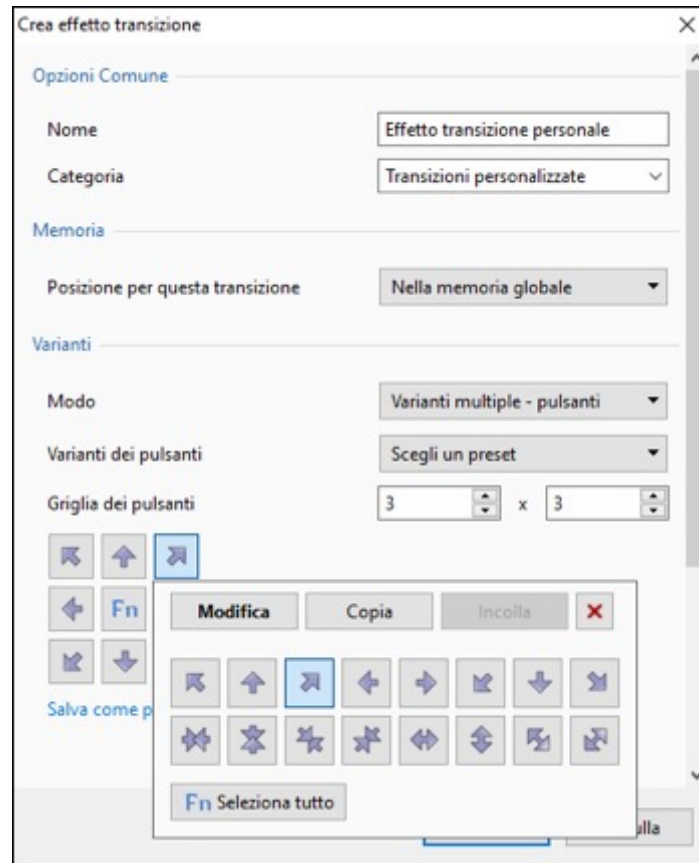 Crea effetto transizione
Opzioni Comune
Nome Effetto transizione personale
Categoria Transizioni personalizzate
Memoria
Posizione per questa transizione Nella memoria globale
Varianti
Modo Varianti multiple - pulsanti
Varianti dei pulsanti Scegli un preset
Griglia dei pulsanti 3 x 3
Fn
Modifica Copia Incolla
Salva come p
Fn Seleziona tutto
ulla